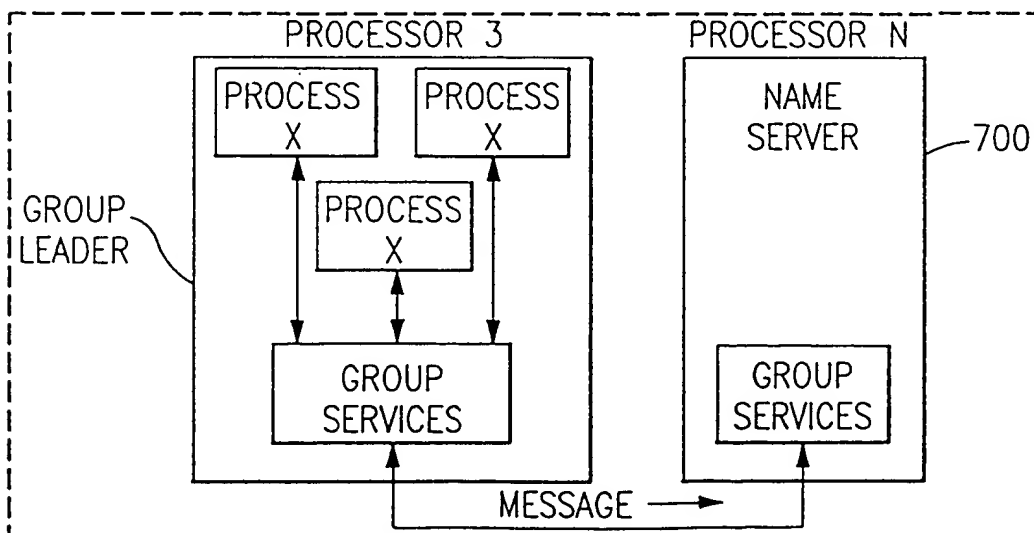 PROCESSOR 3
PROCESSOR N
PROCESS
X
PROCESS
X
NAME
SERVER
700
PROCESS
X
GROUP
LEADER
GROUP
SERVICES
GROUP
SERVICES
MESSAGE